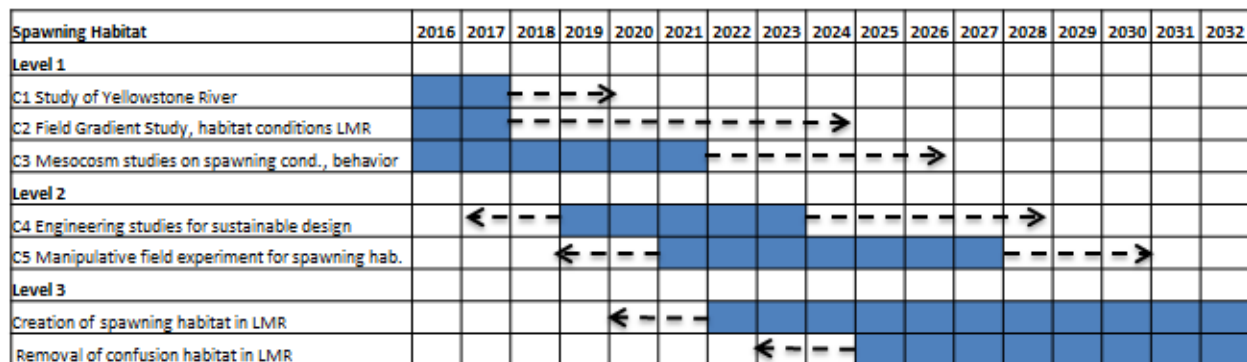 Spawning Habitat 2016 2017 2018 2019 2020 2021 2022 2023 2024 2025 2026 2027 2028 2029 2030 2031 2032
Level 1
C1 Study of Yellowstone River
C2 Field Gradient Study, habitat conditions LMR
C3 Mesocosm studies on spawning cond., behavior
Level 2
C4 Engineering studies for sustainable design
C5 Manipulative field experiment for spawning hab.
Level 3
Creation of spawning habitat in LMR
Removal of confusion habitat in LMR